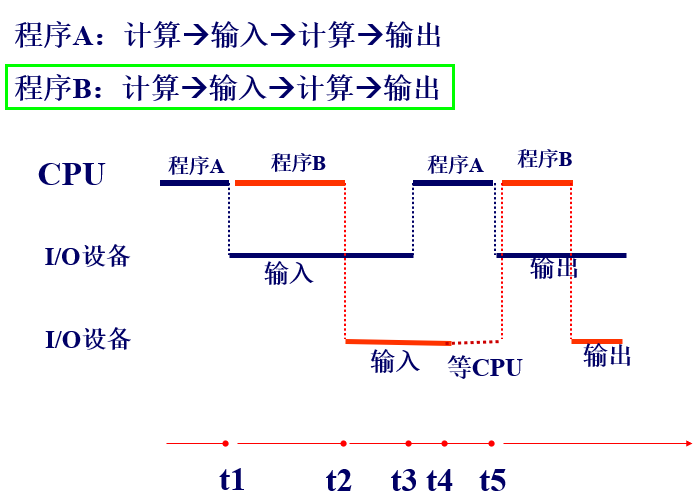 程序A：计算→输入→计算→输出
程序B：计算→输入→计算→输出
CPU 程序A 程序B 程序A 程序B
I/O设备 输入 输出
I/O设备 输入 等CPU 输出
t1 t2 t3 t4 t5